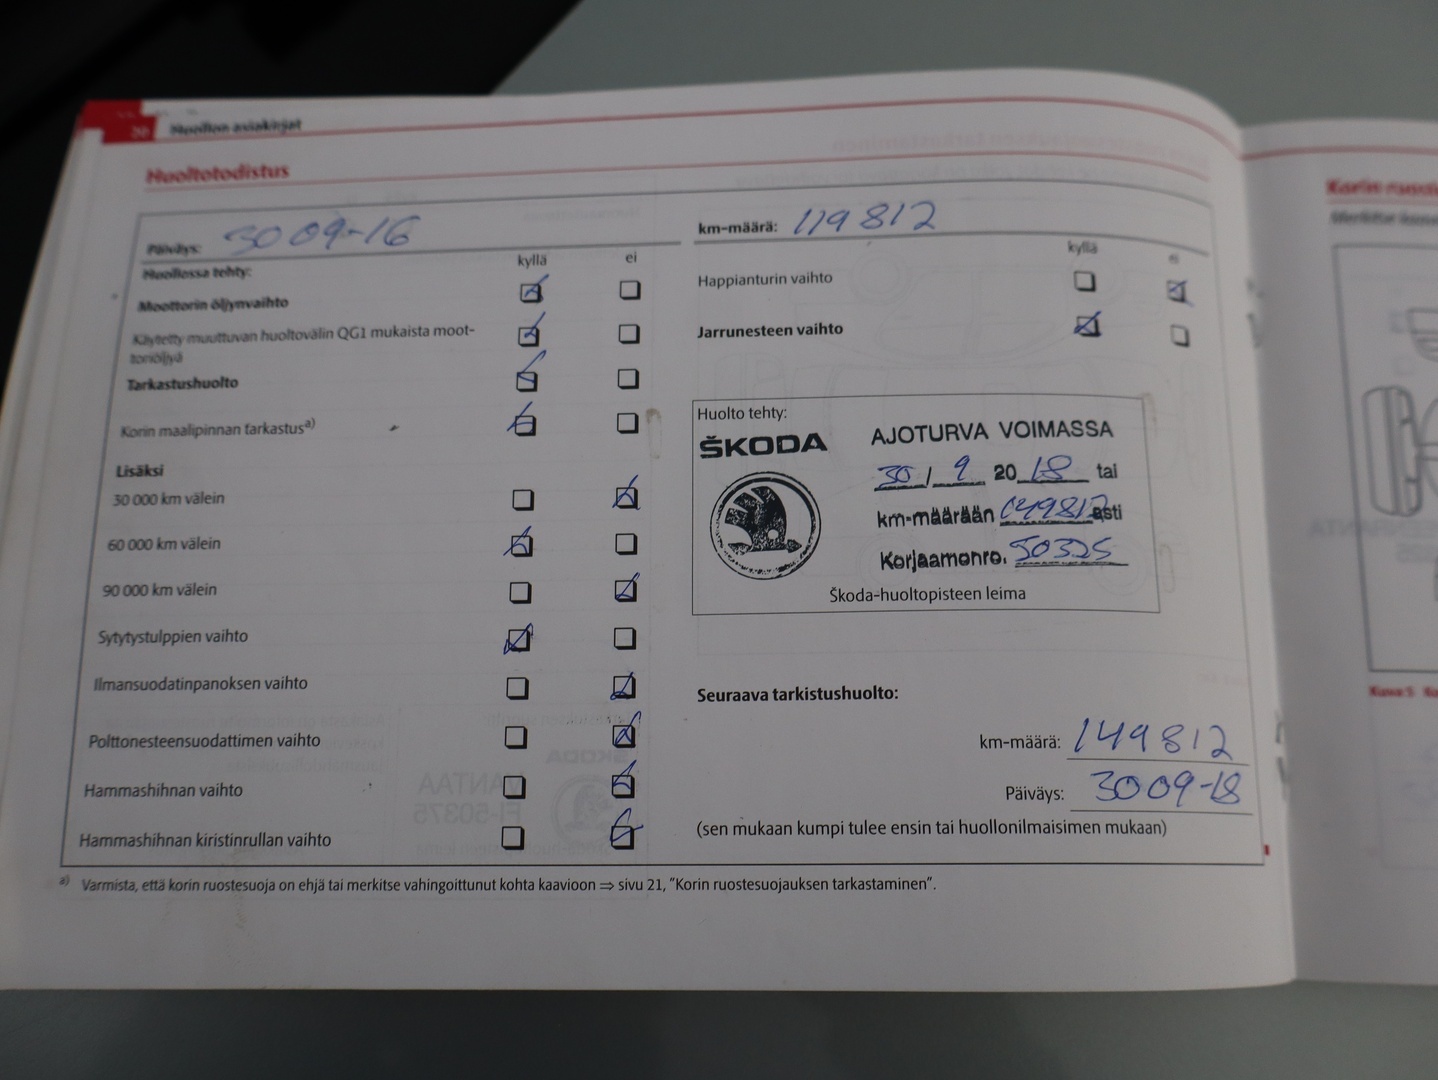 20 Huollon asiakirjat
Huoltotodistus
Päiväys: 30 09-16
km-määrä: 119812
Huollossa tehty: kyllä ei
Moottorin öljynvaihto
Käytetty muuttuvan huoltovälin QG1 mukaista moot-
toriöljyä
Tarkastushuolto
Korin maalipinnan tarkastus a)
Lisäksi
30 000 km välein
60 000 km välein
90 000 km välein
Sytytystulppien vaihto
Ilmansuodatinpanoksen vaihto
Polttonesteensuodattimen vaihto
Hammashihnan vaihto
Hammashihnan kiristinrullan vaihto
kyllä ei
Happianturin vaihto
Jarrunesteen vaihto
Huolto tehty:
ŠKODA
AJOTURVA VOIMASSA
30/ 9 2018 tai
km-määrään 149812 asti
Korjaamonro. 50325
Škoda-huoltopisteen leima
Seuraava tarkistushuolto:
km-määrä: 149812
Päiväys: 3009-18
(sen mukaan kumpi tulee ensin tai huollonilmaisimen mukaan)
a) Varmista, että korin ruostesuoja on ehjä tai merkitse vahingoittunut kohta kaavioon ⇒ sivu 21, "Korin ruostesuojauksen tarkastaminen".